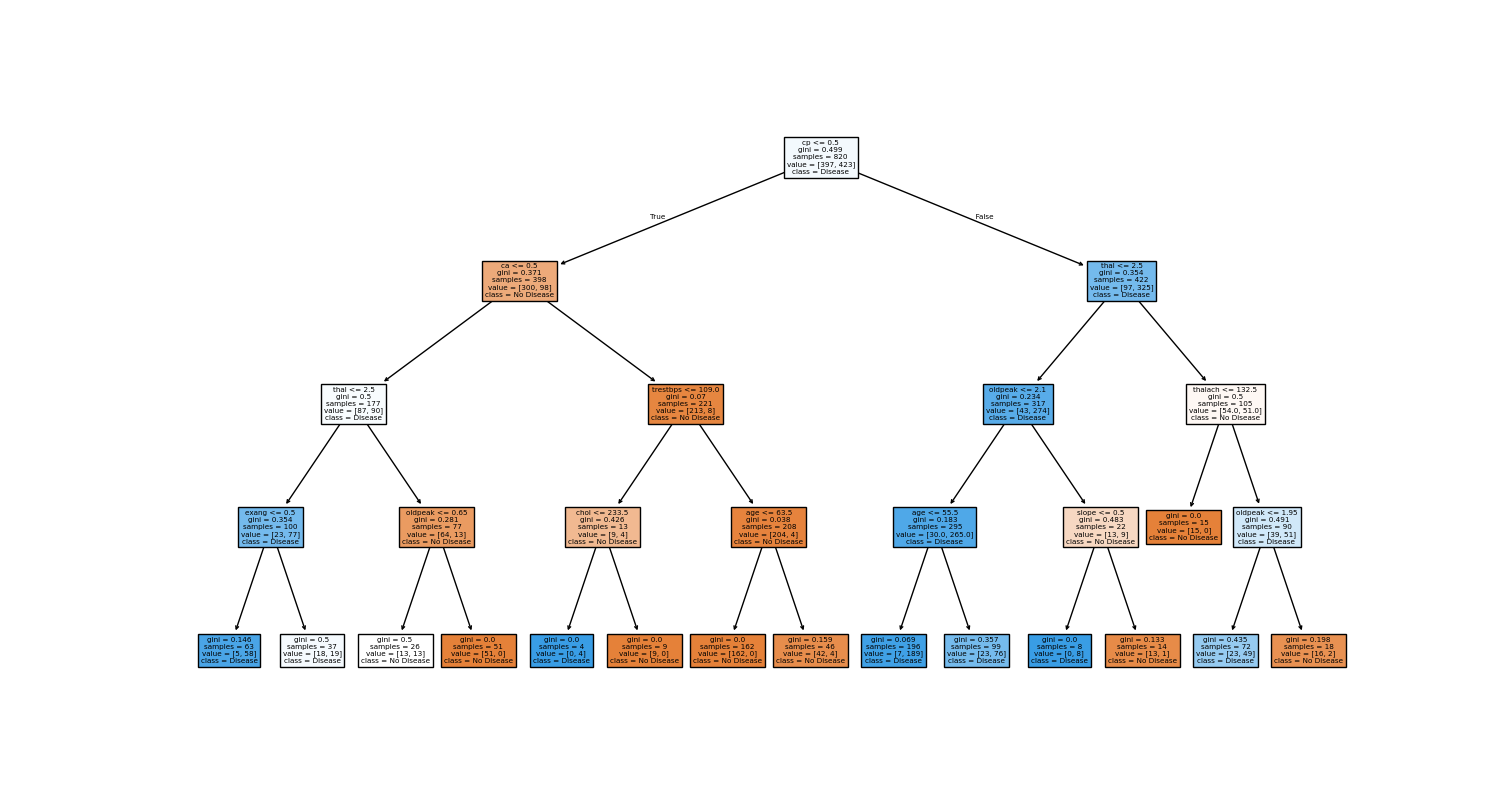 cp <= 0.5
gini = 0.499
samples = 820
value = [397, 423]
class = Disease
True
False
ca <= 0.5
gini = 0.371
samples = 398
value = [300, 98]
class = No Disease
thal <= 2.5
gini = 0.354
samples = 422
value = [97, 325]
class = Disease
thal <= 2.5
gini = 0.5
samples = 177
value = [87, 90]
class = Disease
trestbps <= 109.0
gini = 0.07
samples = 221
value = [213, 8]
class = No Disease
oldpeak <= 2.1
gini = 0.234
samples = 317
value = [43, 274]
class = Disease
thalach <= 132.5
gini = 0.5
samples = 105
value = [54.0, 51.0]
class = No Disease
exang <= 0.5
gini = 0.354
samples = 100
value = [23, 77]
class = Disease
oldpeak <= 0.65
gini = 0.281
samples = 77
value = [64, 13]
class = No Disease
chol <= 233.5
gini = 0.426
samples = 13
value = [9, 4]
class = No Disease
age <= 63.5
gini = 0.038
samples = 208
value = [204, 4]
class = No Disease
age <= 55.5
gini = 0.183
samples = 295
value = [30.0, 265.0]
class = Disease
slope <= 0.5
gini = 0.483
samples = 22
value = [13, 9]
class = No Disease
gini = 0.0
samples = 15
value = [15, 0]
class = No Disease
oldpeak <= 1.95
gini = 0.491
samples = 90
value = [39, 51]
class = Disease
gini = 0.146
samples = 63
value = [5, 58]
class = Disease
gini = 0.5
samples = 37
value = [18, 19]
class = Disease
gini = 0.5
samples = 26
value = [13, 13]
class = No Disease
gini = 0.0
samples = 51
value = [51, 0]
class = No Disease
gini = 0.0
samples = 4
value = [0, 4]
class = Disease
gini = 0.0
samples = 9
value = [9, 0]
class = No Disease
gini = 0.0
samples = 162
value = [162, 0]
class = No Disease
gini = 0.159
samples = 46
value = [42, 4]
class = No Disease
gini = 0.069
samples = 196
value = [7, 189]
class = Disease
gini = 0.357
samples = 99
value = [23, 76]
class = Disease
gini = 0.0
samples = 8
value = [0, 8]
class = Disease
gini = 0.133
samples = 14
value = [13, 1]
class = No Disease
gini = 0.435
samples = 72
value = [23, 49]
class = Disease
gini = 0.198
samples = 18
value = [16, 2]
class = No Disease